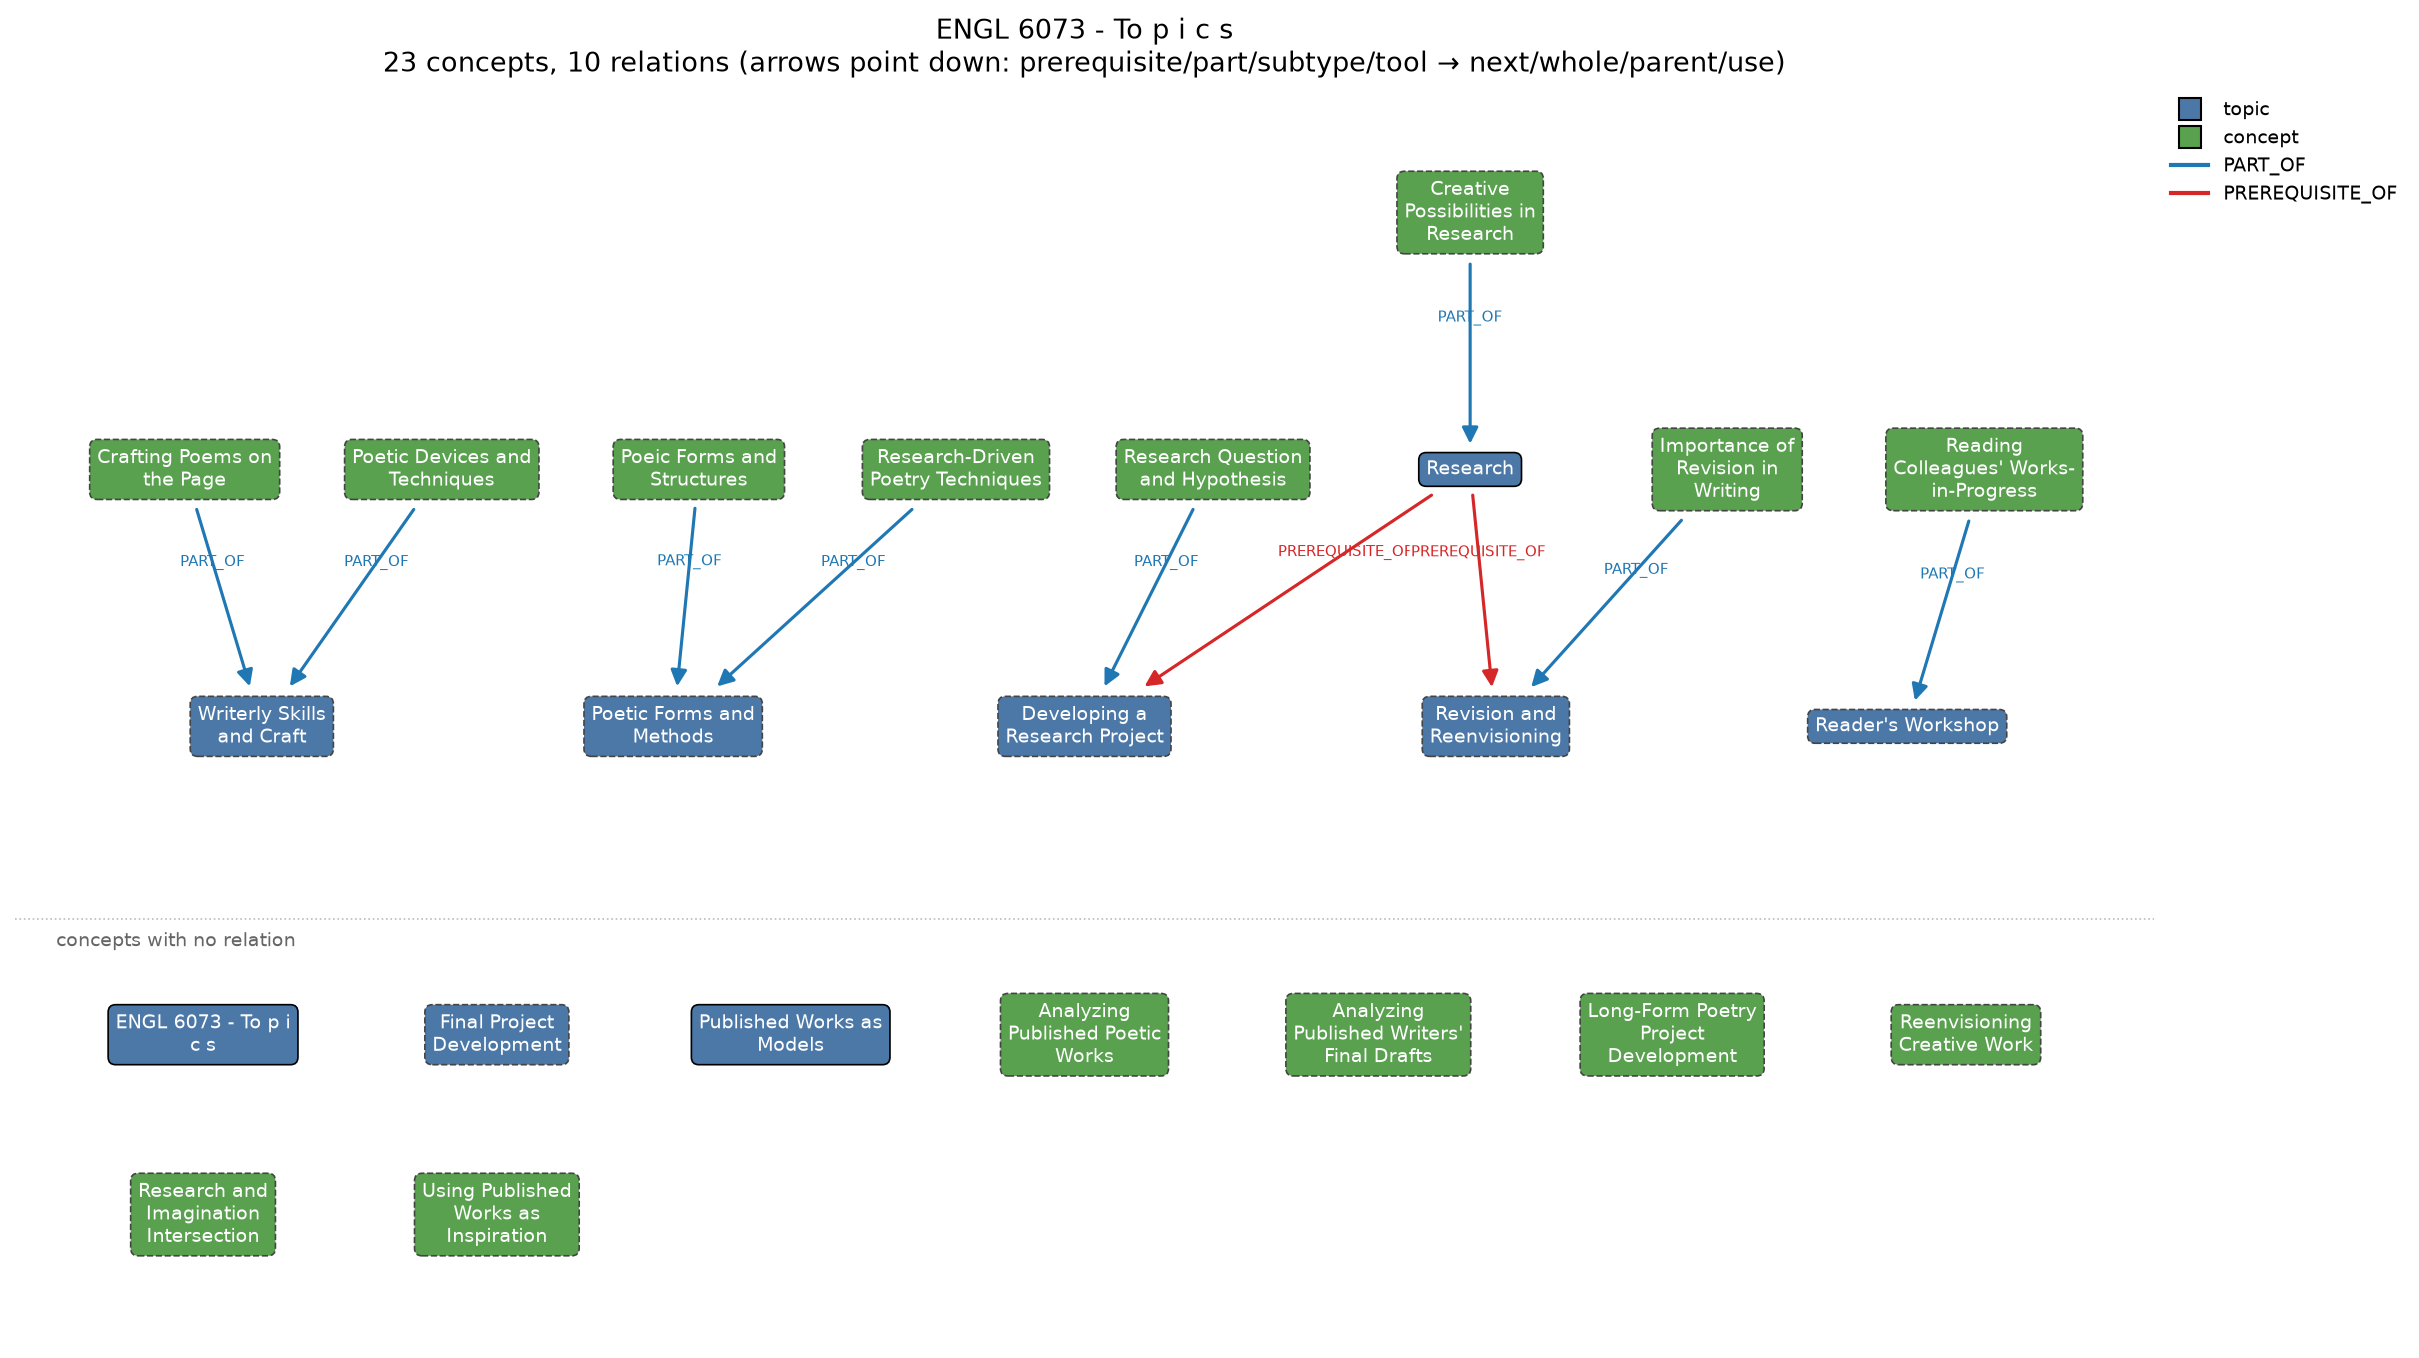 ENGL 6073 - To p i c s
23 concepts, 10 relations (arrows point down: prerequisite/part/subtype/tool → next/whole/parent/use)
topic
concept
PART_OF
PREREQUISITE_OF
Creative
Possibilities in
Research
PART_OF
Crafting Poems on
the Page
Poetic Devices and
Techniques
Poeic Forms and
Structures
Research-Driven
Poetry Techniques
Research Question
and Hypothesis
Research
Importance of
Revision in
Writing
Reading
Colleagues' Works-
in-Progress
PART_OF
PART_OF
PART_OF
PART_OF
PART_OF
PREREQUISITE_OF
PREREQUISITE_OF
PART_OF
PART_OF
Writerly Skills
and Craft
Poetic Forms and
Methods
Developing a
Research Project
Revision and
Reenvisioning
Reader's Workshop
concepts with no relation
ENGL 6073 - To p i
c s
Final Project
Development
Published Works as
Models
Analyzing
Published Poetic
Works
Analyzing
Published Writers'
Final Drafts
Long-Form Poetry
Project
Development
Reenvisioning
Creative Work
Research and
Imagination
Intersection
Using Published
Works as
Inspiration